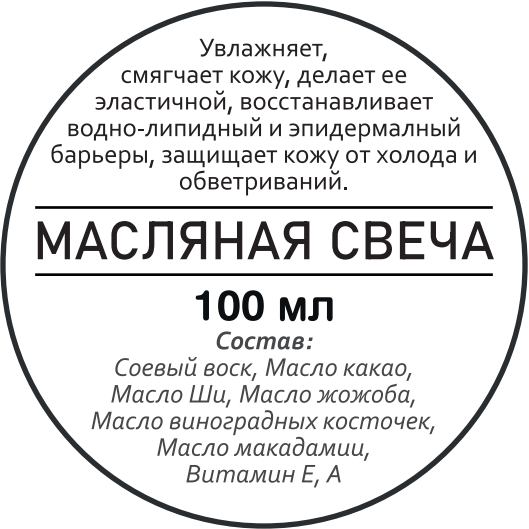 Увлажняет,
смягчает кожу, делает ее
эластичной, восстанавливает
водно-липидный и эпидермалный
барьеры, защищает кожу от холода и
обветриваний.
МАСЛЯНАЯ СВЕЧА
100 мл
Состав:
Соевый воск, Масло какао,
Масло Ши, Масло жожоба,
Масло виноградных косточек,
Масло макадамии,
Витамин Е, А